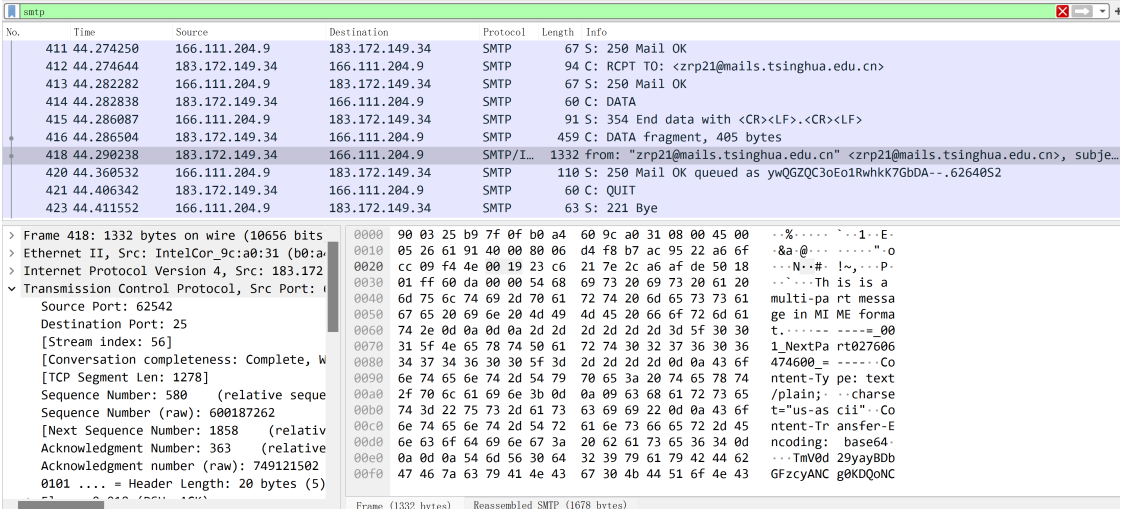 smtp
No. Time Source Destination Protocol Length Info
411 44.274250 166.111.204.9 183.172.149.34 SMTP 67 S: 250 Mail OK
412 44.274644 183.172.149.34 166.111.204.9 SMTP 94 C: RCPT TO: <zrp21@mails.tsinghua.edu.cn>
413 44.282282 166.111.204.9 183.172.149.34 SMTP 67 S: 250 Mail OK
414 44.282838 183.172.149.34 166.111.204.9 SMTP 60 C: DATA
415 44.286087 166.111.204.9 183.172.149.34 SMTP 91 S: 354 End data with <CR><LF>.<CR><LF>
416 44.286504 183.172.149.34 166.111.204.9 SMTP 459 C: DATA fragment, 405 bytes
418 44.290238 183.172.149.34 166.111.204.9 SMTP/I… 1332 from: "zrp21@mails.tsinghua.edu.cn" <zrp21@mails.tsinghua.edu.cn>, subje…
420 44.360532 166.111.204.9 183.172.149.34 SMTP 110 S: 250 Mail OK queued as ywQGZQC3oEo1RwhkK7GbDA--.62640S2
421 44.406342 183.172.149.34 166.111.204.9 SMTP 60 C: QUIT
423 44.411552 166.111.204.9 183.172.149.34 SMTP 63 S: 221 Bye
Frame 418: 1332 bytes on wire (10656 bits
Ethernet II, Src: IntelCor_9c:a0:31 (b0:a4
Internet Protocol Version 4, Src: 183.172
Transmission Control Protocol, Src Port: 6
Source Port: 62542
Destination Port: 25
[Stream index: 56]
[Conversation completeness: Complete, W
[TCP Segment Len: 1278]
Sequence Number: 580 (relative seque
Sequence Number (raw): 600187262
[Next Sequence Number: 1858 (relativ
Acknowledgment Number: 363 (relative
Acknowledgment number (raw): 749121502
0101 .... = Header Length: 20 bytes (5)
0000 90 03 25 b9 7f 0f b0 a4 60 9c a0 31 08 00 45 00 ··%····· `··1··E·
0010 05 26 61 91 40 00 80 06 d4 f8 b7 ac 95 22 a6 6f ·&a·@··· ·····"·o
0020 cc 09 f4 4e 00 19 23 c6 21 7e 2c a6 af de 50 18 ···N··#· !~,···P·
0030 01 ff 60 da 00 00 54 68 69 73 20 69 73 20 61 20 ··`···Th is is a
0040 6d 75 6c 74 69 2d 70 61 72 74 20 6d 65 73 73 61 multi-pa rt messa
0050 67 65 20 69 6e 20 4d 49 4d 45 20 66 6f 72 6d 61 ge in MI ME forma
0060 74 2e 0d 0a 0d 0a 2d 2d 2d 2d 2d 2d 3d 5f 30 30 t.····-- ----=_00
0070 31 5f 4e 65 78 74 50 61 72 74 30 32 37 36 30 36 1_NextPa rt027606
0080 34 37 34 36 30 30 5f 3d 2d 2d 2d 2d 0d 0a 43 6f 474600_= ----··Co
0090 6e 74 65 6e 74 2d 54 79 70 65 3a 20 74 65 78 74 ntent-Ty pe: text
00a0 2f 70 6c 61 69 6e 3b 0d 0a 09 63 68 61 72 73 65 /plain;· ··charse
00b0 74 3d 22 75 73 2d 61 73 63 69 69 22 0d 0a 43 6f t="us-as cii"··Co
00c0 6e 74 65 6e 74 2d 54 72 61 6e 73 66 65 72 2d 45 ntent-Tr ansfer-E
00d0 6e 63 6f 64 69 6e 67 3a 20 62 61 73 65 36 34 0d ncoding: base64·
00e0 0a 0d 0a 54 6d 56 30 64 32 39 79 61 79 42 44 62 ···TmV0d 29yayBDb
00f0 47 46 7a 63 79 41 4e 43 67 30 4b 44 51 6f 4e 43 GFzcyANC g0KDQoNC
Frame (1332 bytes) Reassembled SMTP (1678 bytes)